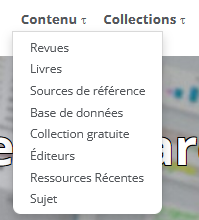 Contenu τ Collections τ
Revues
Livres
Sources de référence
Base de données
Collection gratuite
Éditeurs
Ressources Récentes
Sujet